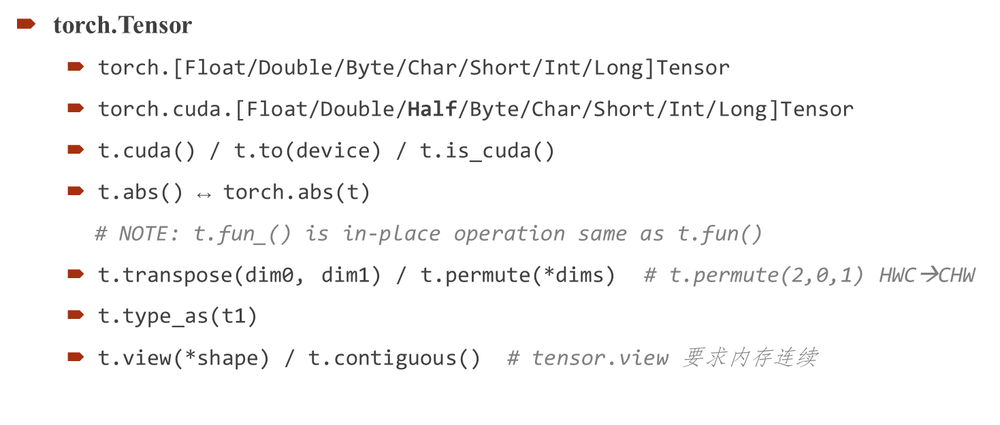 torch.Tensor
torch.[Float/Double/Byte/Char/Short/Int/Long]Tensor
torch.cuda.[Float/Double/Half/Byte/Char/Short/Int/Long]Tensor
t.cuda() / t.to(device) / t.is_cuda()
t.abs() ↔ torch.abs(t)
# NOTE: t.fun_() is in-place operation same as t.fun()
t.transpose(dim0, dim1) / t.permute(*dims)  # t.permute(2,0,1) HWC→CHW
t.type_as(t1)
t.view(*shape) / t.contiguous()  # tensor.view 要求内存连续